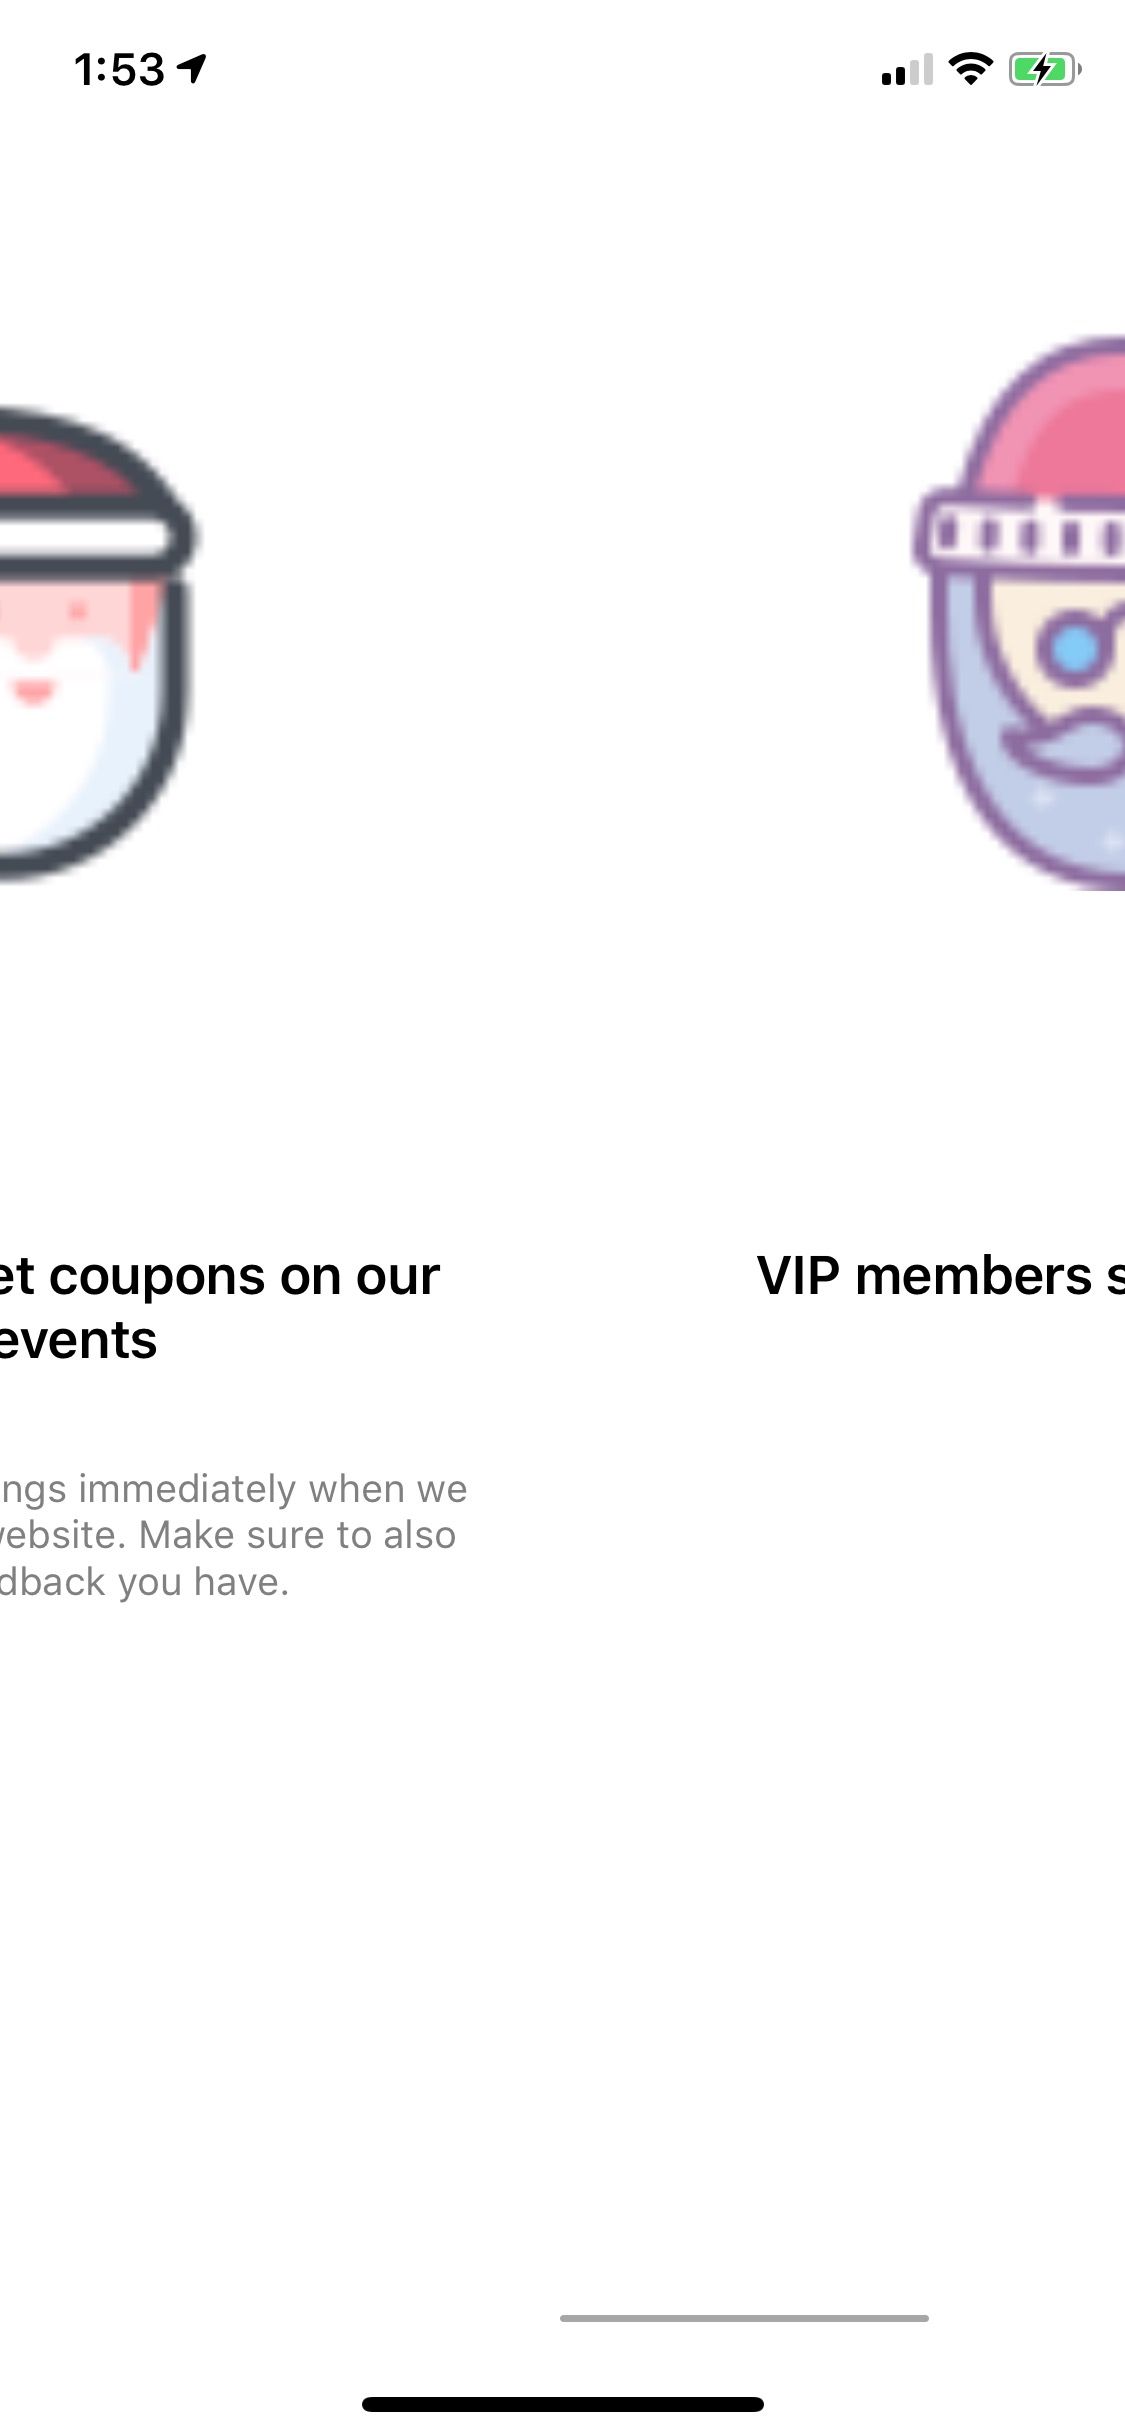 1:53
et coupons on our
events
VIP members s
ngs immediately when we
ebsite. Make sure to also
dback you have.